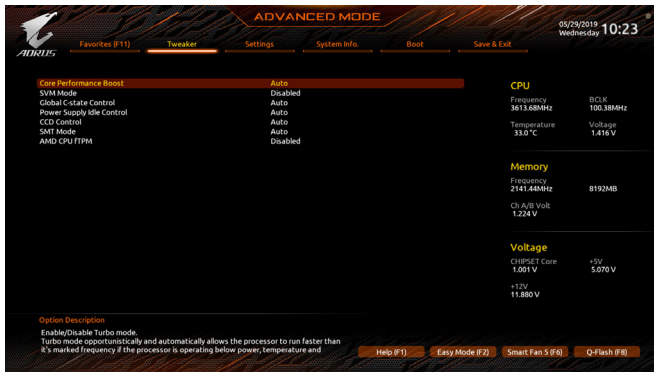 ADVANCED MODE
05/29/2019
Wednesday 10:23
AORUS
Favorites (F11) Tweaker Settings System Info. Boot Save & Exit
Core Performance Boost Auto
SVM Mode Disabled
Global C-state Control Auto
Power Supply Idle Control Auto
CCD Control Auto
SMT Mode Auto
AMD CPU fTPM Disabled
CPU
Frequency BCLK
3613.68MHz 100.38MHz
Temperature Voltage
33.0 °C 1.416 V
Memory
Frequency
2141.44MHz 8192MB
Ch A/B Volt
1.224 V
Voltage
CHIPSET Core +5V
1.001 V 5.070 V
+12V
11.880 V
Option Description
Enable/Disable Turbo mode.
Turbo mode opportunistically and automatically allows the processor to run faster than
it's marked frequency if the processor is operating below power, temperature and
Help (F1) Easy Mode (F2) Smart Fan 5 (F6) Q-Flash (F8)